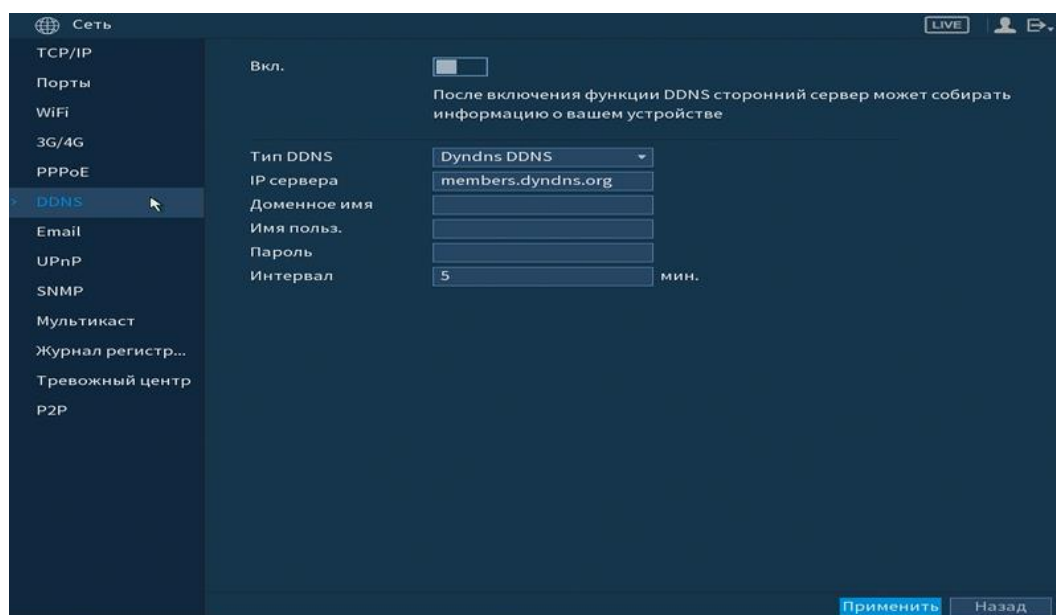 Сеть
LIVE
TCP/IP
Порты
WiFi
3G/4G
PPPoE
DDNS
Email
UPnP
SNMP
Мультикаст
Журнал регистр...
Тревожный центр
P2P
Вкл.
После включения функции DDNS сторонний сервер может собирать
информацию о вашем устройстве
Тип DDNS Dyndns DDNS
IP сервера members.dyndns.org
Доменное имя
Имя польз.
Пароль
Интервал 5 мин.
Применить Назад